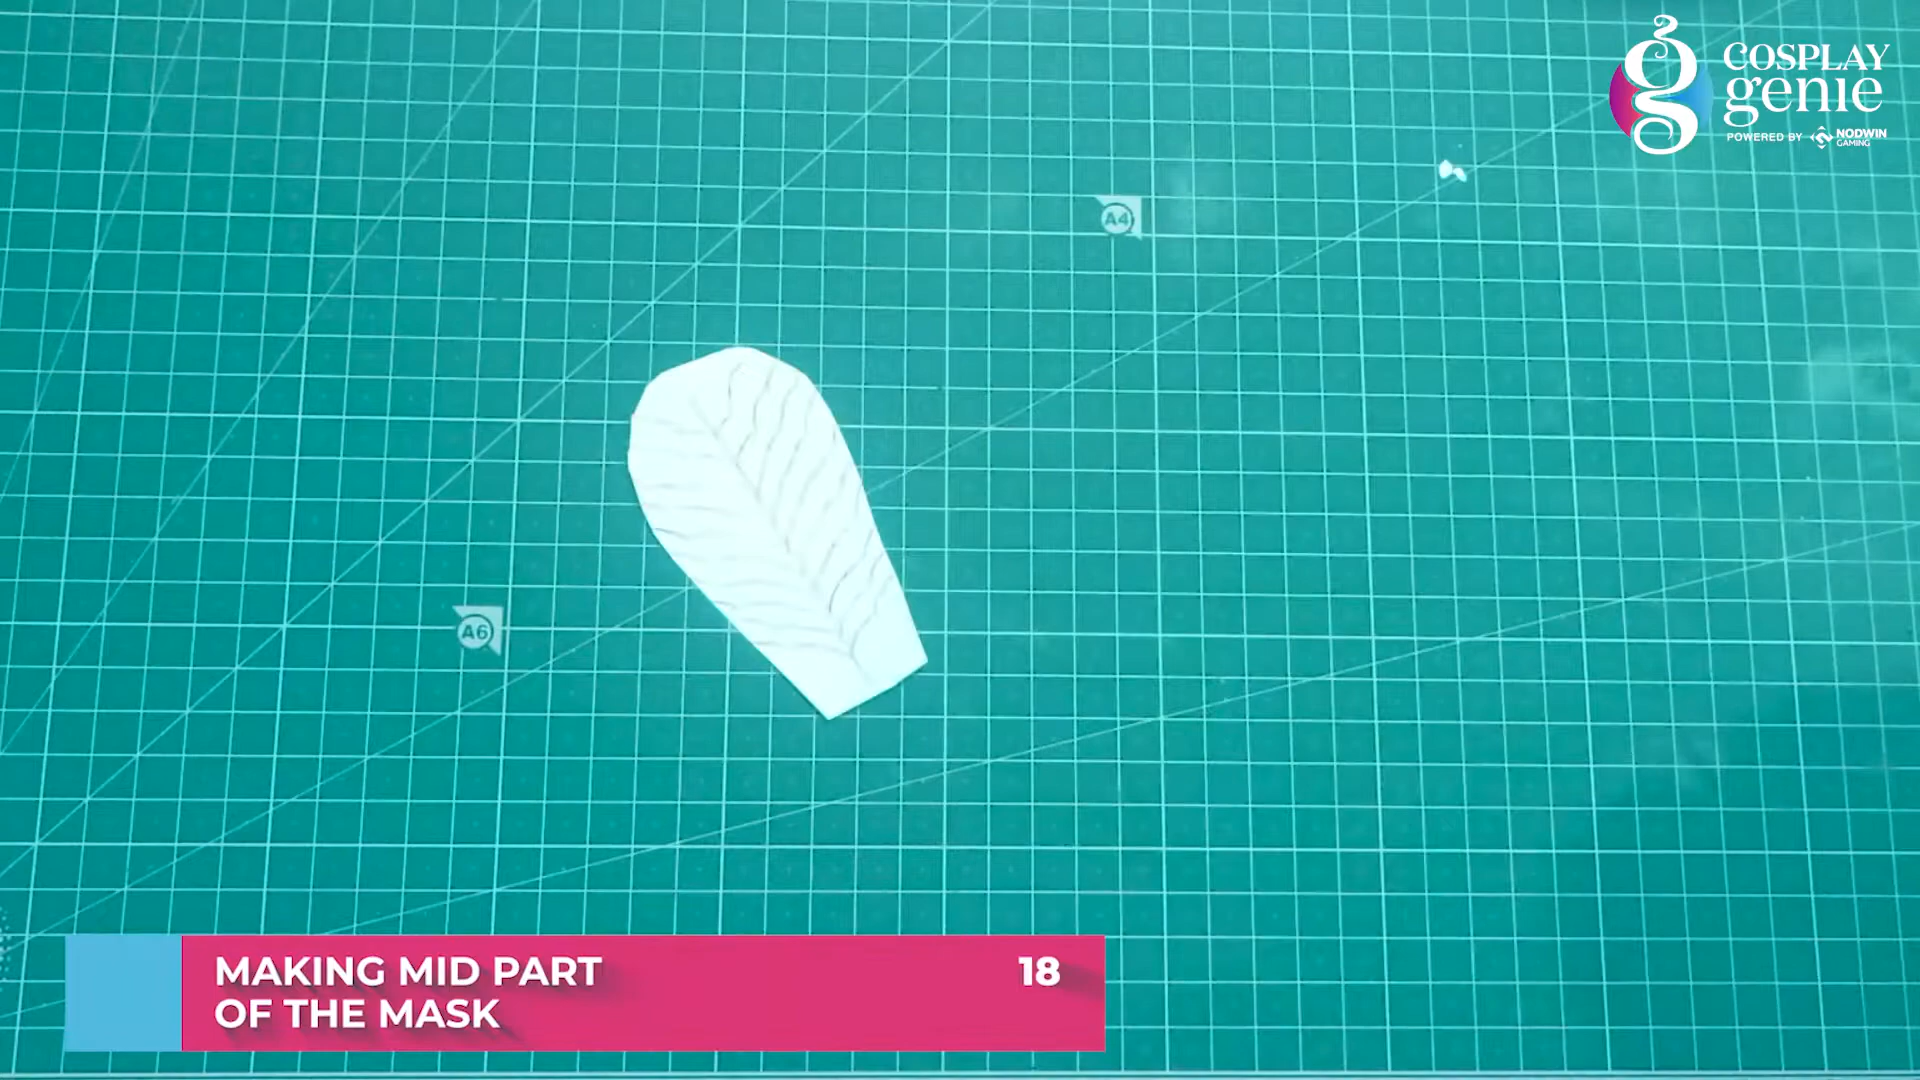 COSPLAY
genie
POWERED BY NODWIN
GAMING
A4
A6
MAKING MID PART 18
OF THE MASK